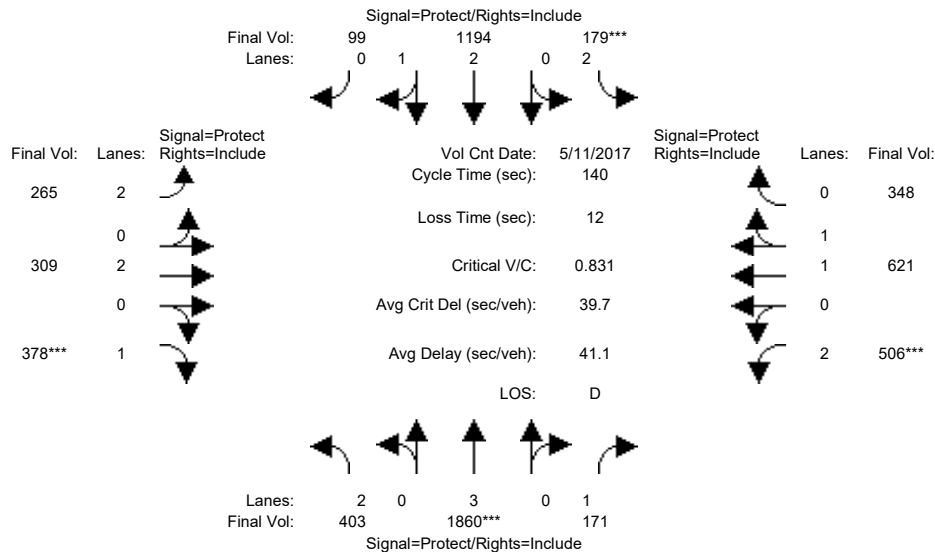 Signal=Protect/Rights=Include
Final Vol: 99 1194 179***
Lanes: 0 1 2 0 2
Signal=Protect
Final Vol: Lanes: Rights=Include
Vol Cnt Date: 5/11/2017
Signal=Protect
Rights=Include Lanes: Final Vol:
Cycle Time (sec): 140
265 2
0 348
Loss Time (sec): 12
0
1
309 2
Critical V/C: 0.831
1 621
0
Avg Crit Del (sec/veh): 39.7
0
378*** 1
Avg Delay (sec/veh): 41.1
2 506***
LOS: D
Lanes: 2 0 3 0 1
Final Vol: 403 1860*** 171
Signal=Protect/Rights=Include